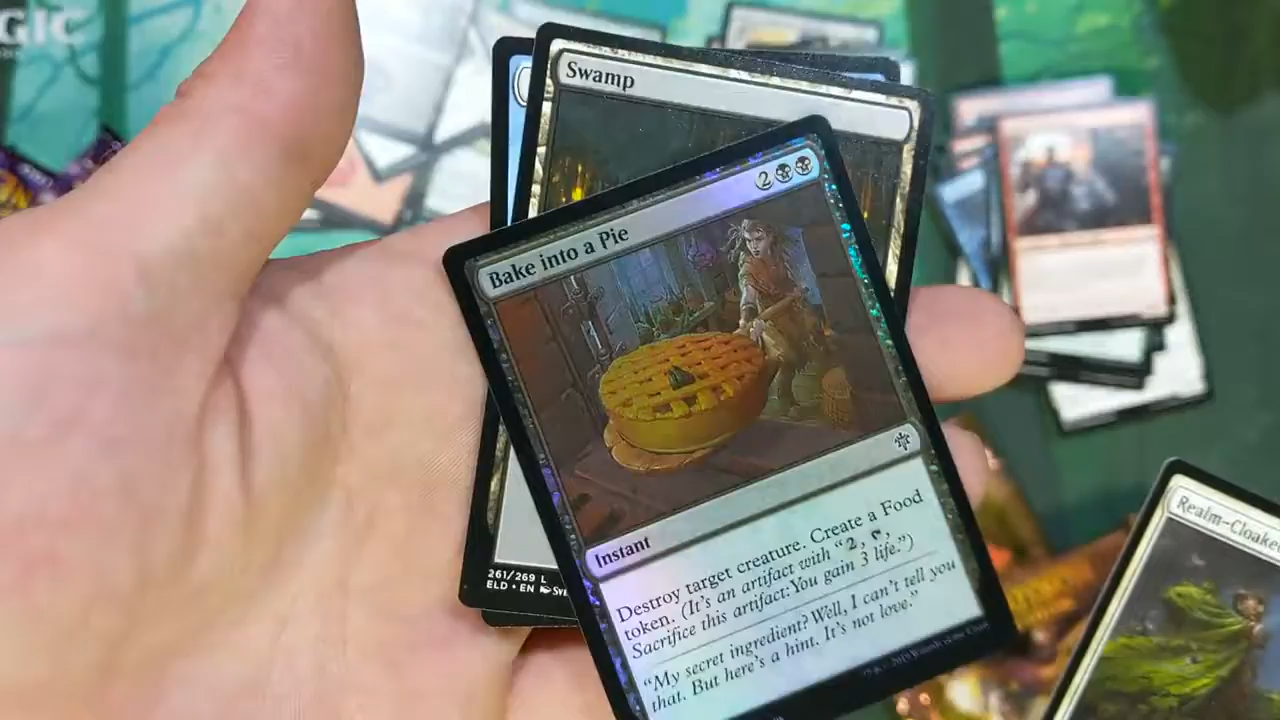 GIC
Swamp
2
Bake into a Pie
Instant
Destroy target creature. Create a Food
token. (It's an artifact with "2, T,
Sacrifice this artifact: You gain 3 life.")
"My secret ingredient? Well, I can't tell you
that. But here's a hint. It's not love."
261/269 L
ELD • EN
Realm-Cloake